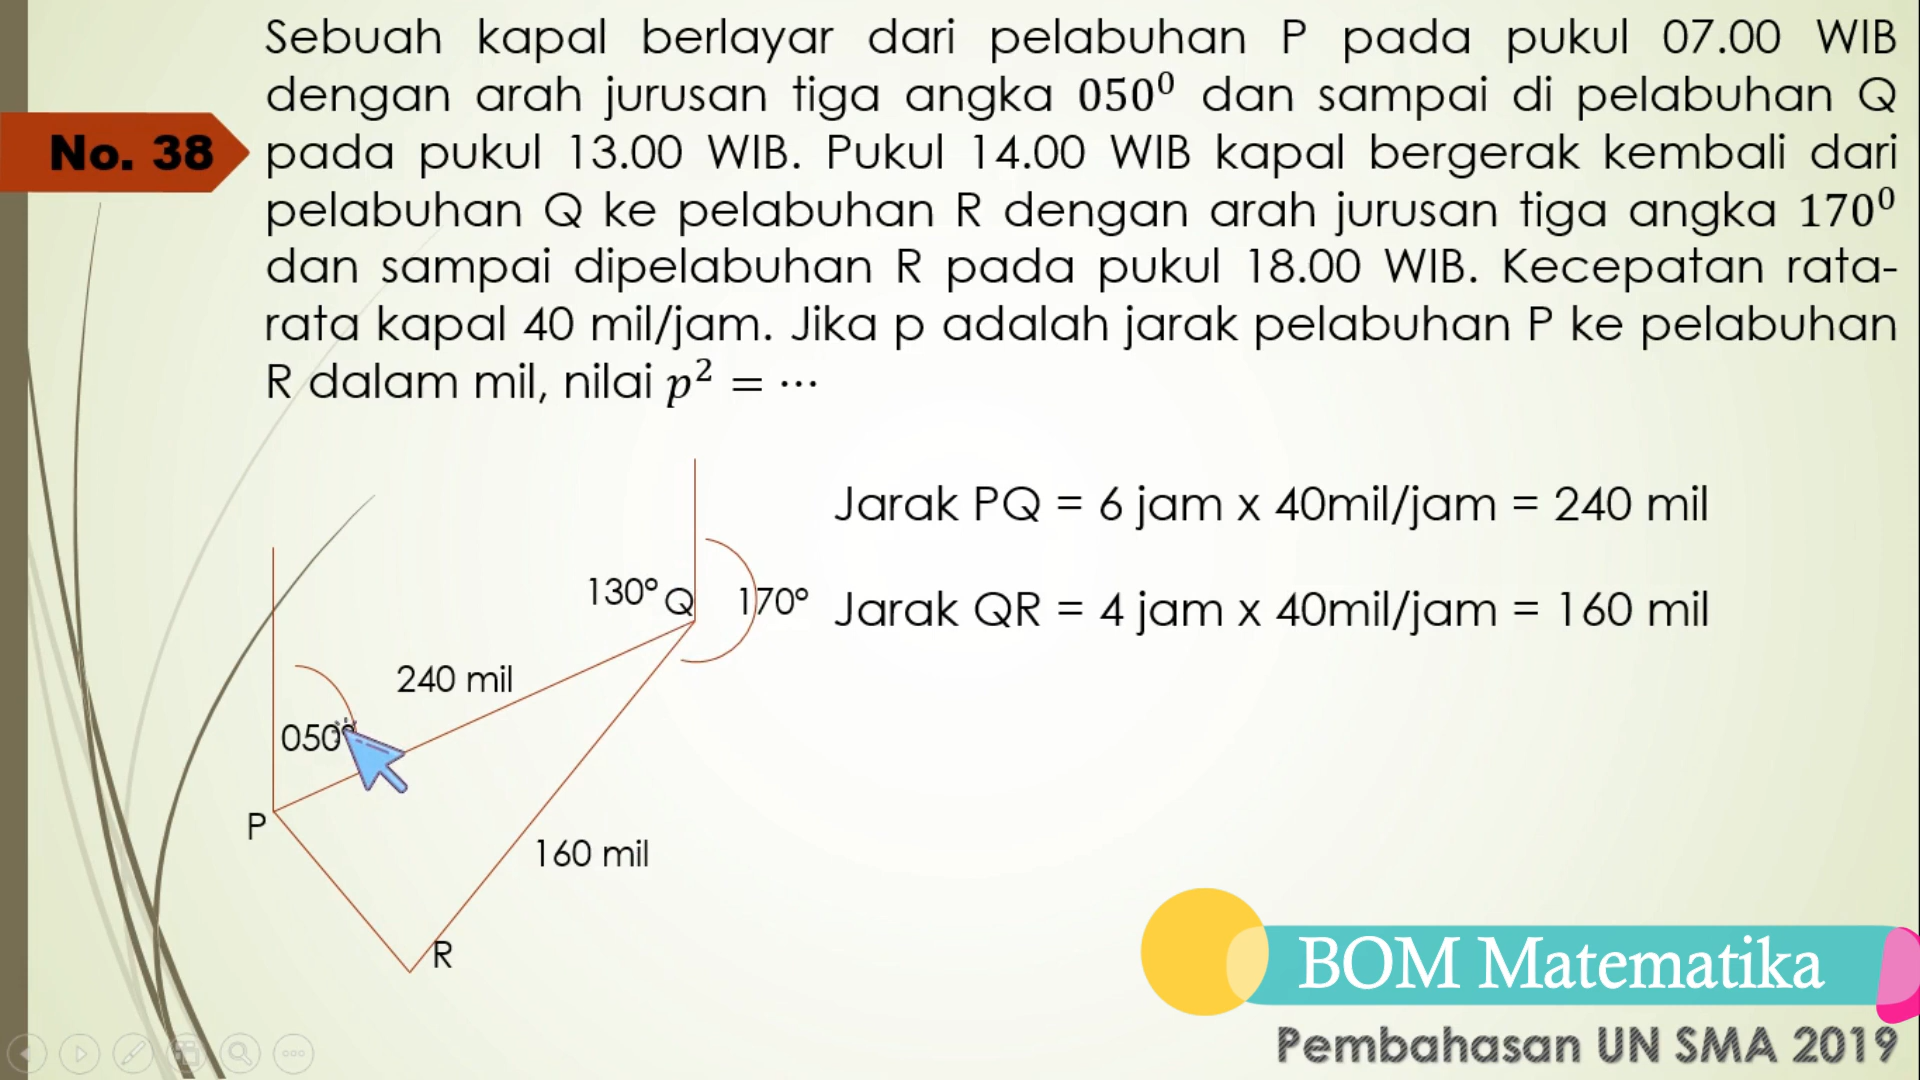 Sebuah kapal berlayar dari pelabuhan P pada pukul 07.00 WIB
dengan arah jurusan tiga angka 050⁰ dan sampai di pelabuhan Q
No. 38
pada pukul 13.00 WIB. Pukul 14.00 WIB kapal bergerak kembali dari
pelabuhan Q ke pelabuhan R dengan arah jurusan tiga angka 170⁰
dan sampai dipelabuhan R pada pukul 18.00 WIB. Kecepatan rata-
rata kapal 40 mil/jam. Jika p adalah jarak pelabuhan P ke pelabuhan
R dalam mil, nilai p² = ⋯
Jarak PQ = 6 jam x 40mil/jam = 240 mil
130° Q 170°
Jarak QR = 4 jam x 40mil/jam = 160 mil
240 mil
050°
P
160 mil
R
BOM Matematika
Pembahasan UN SMA 2019